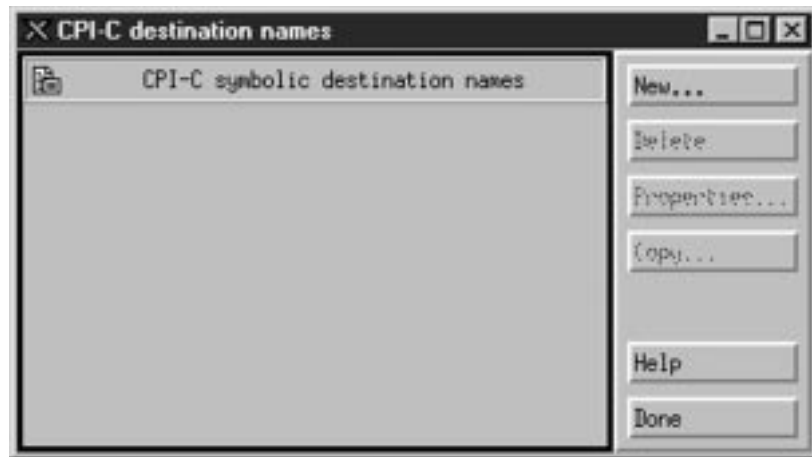 CPI-C destination names
CPI-C symbolic destination names
New...
Delete
Properties...
Copy...
Help
Done